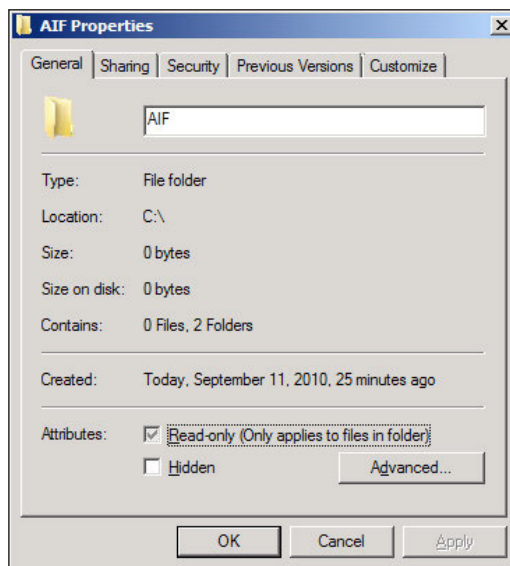 AIF Properties
General Sharing Security Previous Versions Customize
AIF
Type: File folder
Location: C:\
Size: 0 bytes
Size on disk: 0 bytes
Contains: 0 Files, 2 Folders
Created: Today, September 11, 2010, 25 minutes ago
Attributes: Read-only (Only applies to files in folder)
Hidden Advanced...
OK Cancel Apply